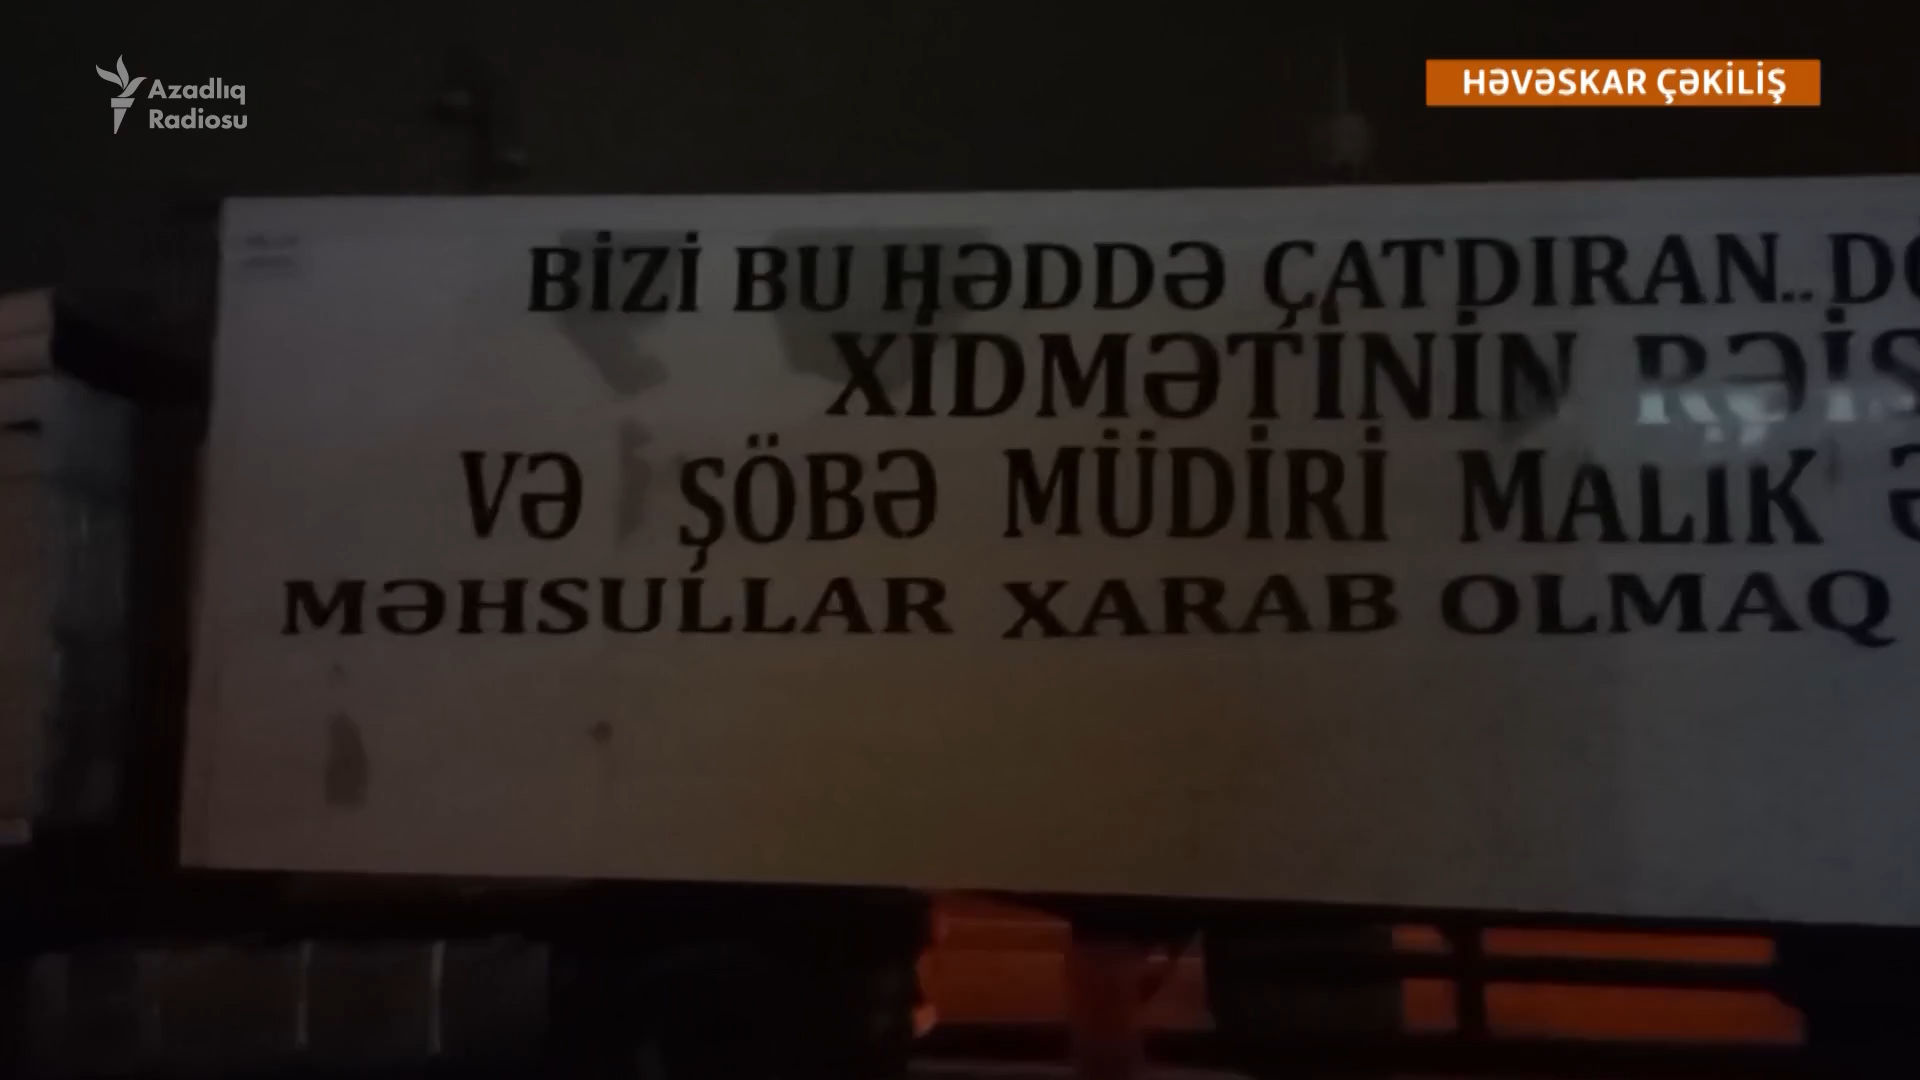 Azadlıq
Radiosu
HƏVƏSKAR ÇƏKİLİŞ
BİZİ BU HƏDDƏ ÇATDIRAN..
XİDMƏTİNİN
VƏ ŞÖBƏ MÜDİRİ MALİK
MƏHSULLAR XARAB OLMAQ